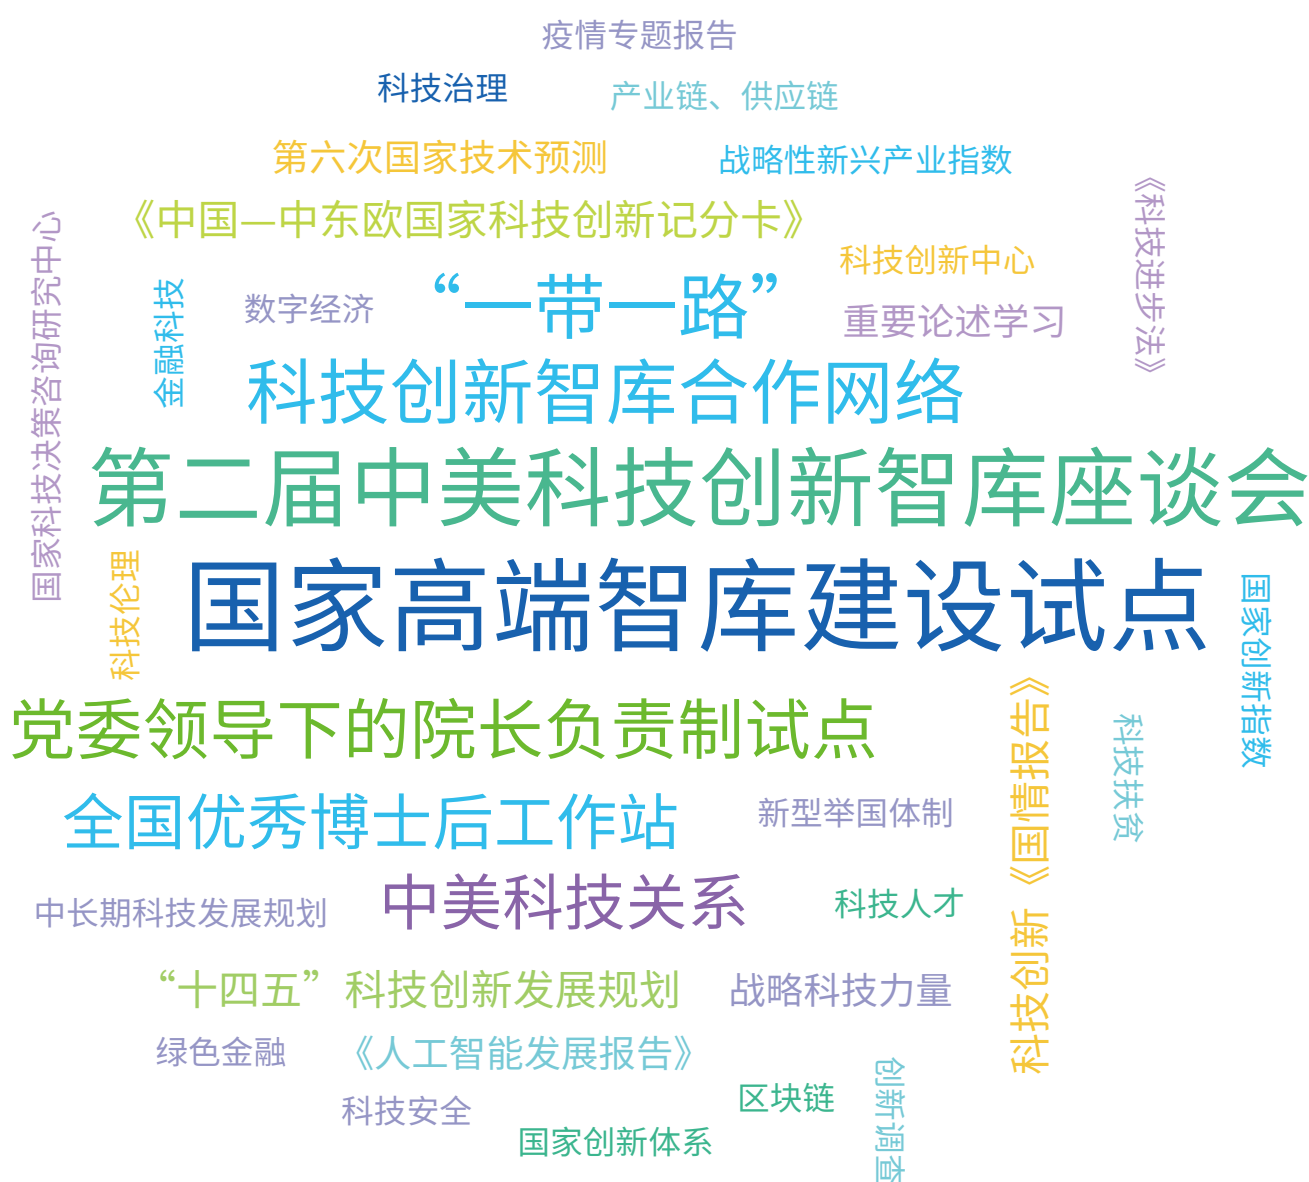 疫情专题报告
科技治理
产业链、供应链
第六次国家技术预测
战略性新兴产业指数
《科技进步法》
《中国—中东欧国家科技创新记分卡》
国家科技决策咨询研究中心
科技创新中心
金融科技
数字经济
“一带一路”
重要论述学习
科技创新智库合作网络
第二届中美科技创新智库座谈会
科技伦理
国家高端智库建设试点
国家创新指数
党委领导下的院长负责制试点
科技创新《国情报告》
科技扶贫
全国优秀博士后工作站
新型举国体制
中长期科技发展规划
中美科技关系
科技人才
“十四五”科技创新发展规划
战略科技力量
绿色金融
《人工智能发展报告》
创新调查
科技安全
区块链
国家创新体系